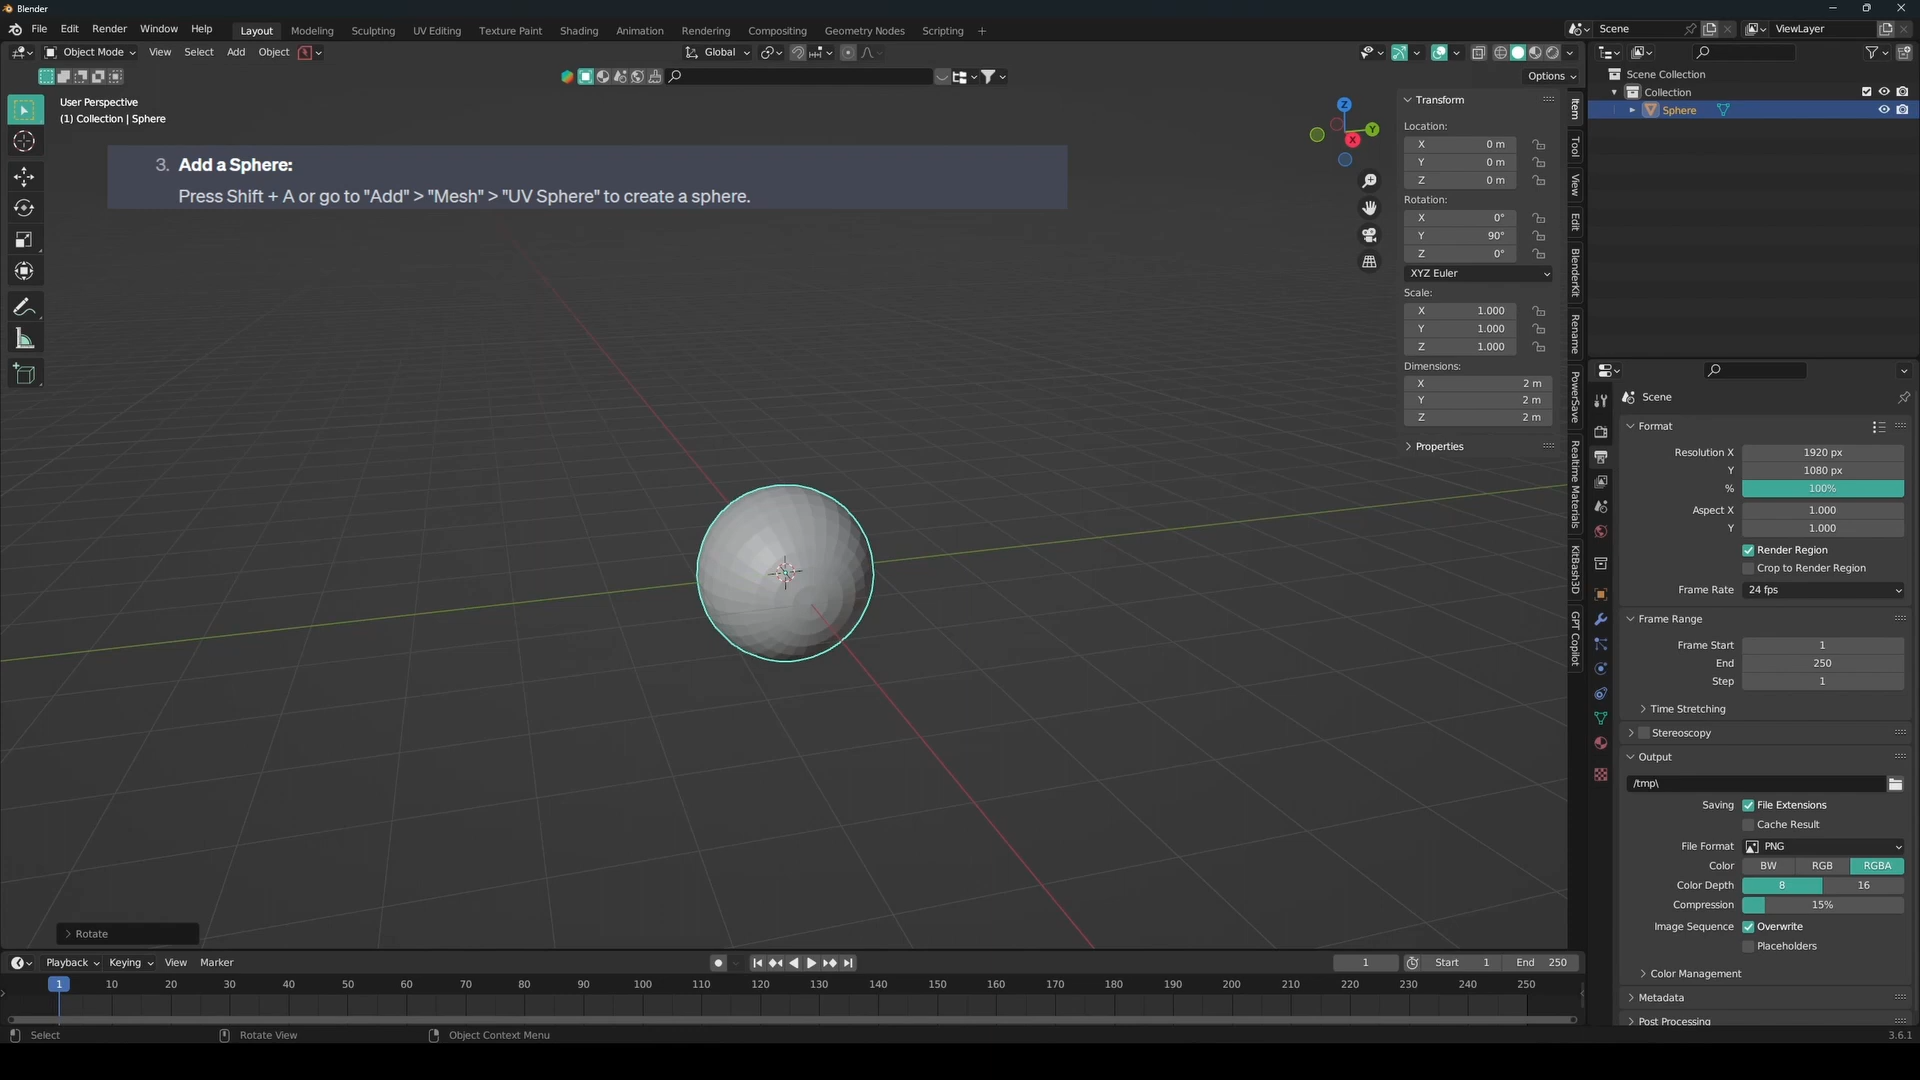 Blender
File Edit Render Window Help
Layout Modeling Sculpting UV Editing Texture Paint Shading Animation Rendering Compositing Geometry Nodes Scripting +
Scene
ViewLayer
Object Mode View Select Add Object
Global
Options
User Perspective
(1) Collection | Sphere
3. Add a Sphere:
Press Shift + A or go to "Add" > "Mesh" > "UV Sphere" to create a sphere.
Z
Y
X
Transform
Location:
X 0 m
Y 0 m
Z 0 m
Rotation:
X 0°
Y 90°
Z 0°
XYZ Euler
Scale:
X 1.000
Y 1.000
Z 1.000
Dimensions:
X 2 m
Y 2 m
Z 2 m
Properties
Item
Tool
View
Edit
BlenderKit
Rename
PowerSave
Realtime Materials
KitBash3D
GPT Copilot
Scene Collection
Collection
Sphere
Scene
Format
Resolution X 1920 px
Y 1080 px
% 100%
Aspect X 1.000
Y 1.000
Render Region
Crop to Render Region
Frame Rate 24 fps
Frame Range
Frame Start 1
End 250
Step 1
Time Stretching
Stereoscopy
Output
/tmp\
Saving File Extensions
Cache Result
File Format PNG
Color BW RGB RGBA
Color Depth 8 16
Compression 15%
Image Sequence Overwrite
Placeholders
Color Management
Metadata
Post Processing
Rotate
Playback Keying View Marker
1 Start 1 End 250
1 10 20 30 40 50 60 70 80 90 100 110 120 130 140 150 160 170 180 190 200 210 220 230 240 250
Select Rotate View Object Context Menu
3.6.1